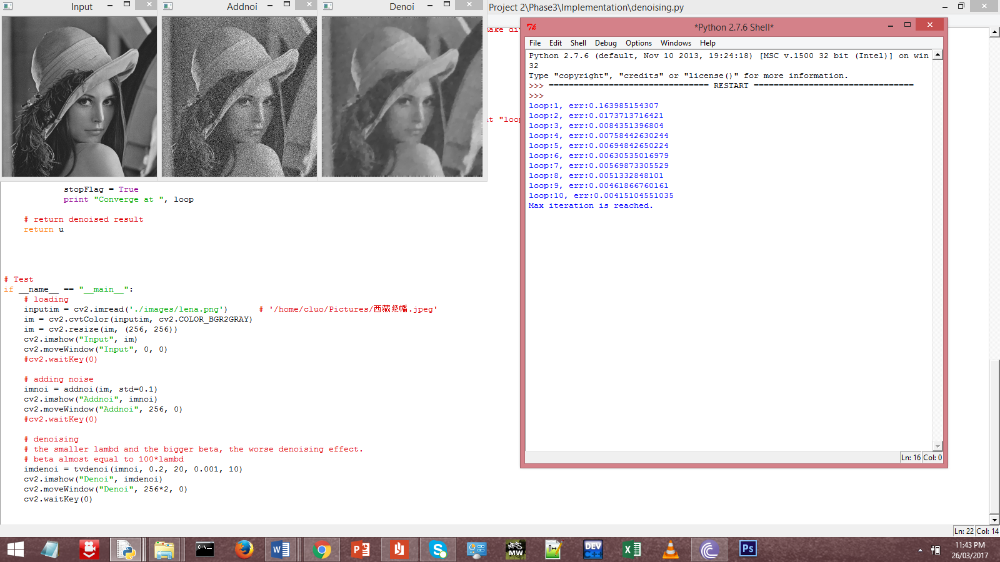 Input
Addnoi
Denoi
Project 2\Phase3\Implementation\denoising.py
stopFlag = True
print "Converge at ", loop
# return denoised result
return u
# Test
if __name__ == "__main__":
# loading
inputim = cv2.imread('./images/lena.png') # '/home/cluo/Pictures/西藏经幡.jpeg'
im = cv2.cvtColor(inputim, cv2.COLOR_BGR2GRAY)
im = cv2.resize(im, (256, 256))
cv2.imshow("Input", im)
cv2.moveWindow("Input", 0, 0)
#cv2.waitKey(0)
# adding noise
imnoi = addnoi(im, std=0.1)
cv2.imshow("Addnoi", imnoi)
cv2.moveWindow("Addnoi", 256, 0)
#cv2.waitKey(0)
# denoising
# the smaller lambd and the bigger beta, the worse denoising effect.
# beta almost equal to 100*lambd
imdenoi = tvdenoi(imnoi, 0.2, 20, 0.001, 10)
cv2.imshow("Denoi", imdenoi)
cv2.moveWindow("Denoi", 256*2, 0)
cv2.waitKey(0)
*Python 2.7.6 Shell*
File Edit Shell Debug Options Windows Help
Python 2.7.6 (default, Nov 10 2013, 19:24:18) [MSC v.1500 32 bit (Intel)] on win
32
Type "copyright", "credits" or "license()" for more information.
>>> ================================ RESTART ================================
>>>
loop:1, err:0.163985154307
loop:2, err:0.0173713716421
loop:3, err:0.0084351396804
loop:4, err:0.00758442630244
loop:5, err:0.00694842650224
loop:6, err:0.00630535016979
loop:7, err:0.00569873305529
loop:8, err:0.0051332848101
loop:9, err:0.00461866760161
loop:10, err:0.00415104551035
Max iteration is reached.
Ln: 16 Col: 0
Ln: 22 Col: 14
11:43 PM
26/03/2017